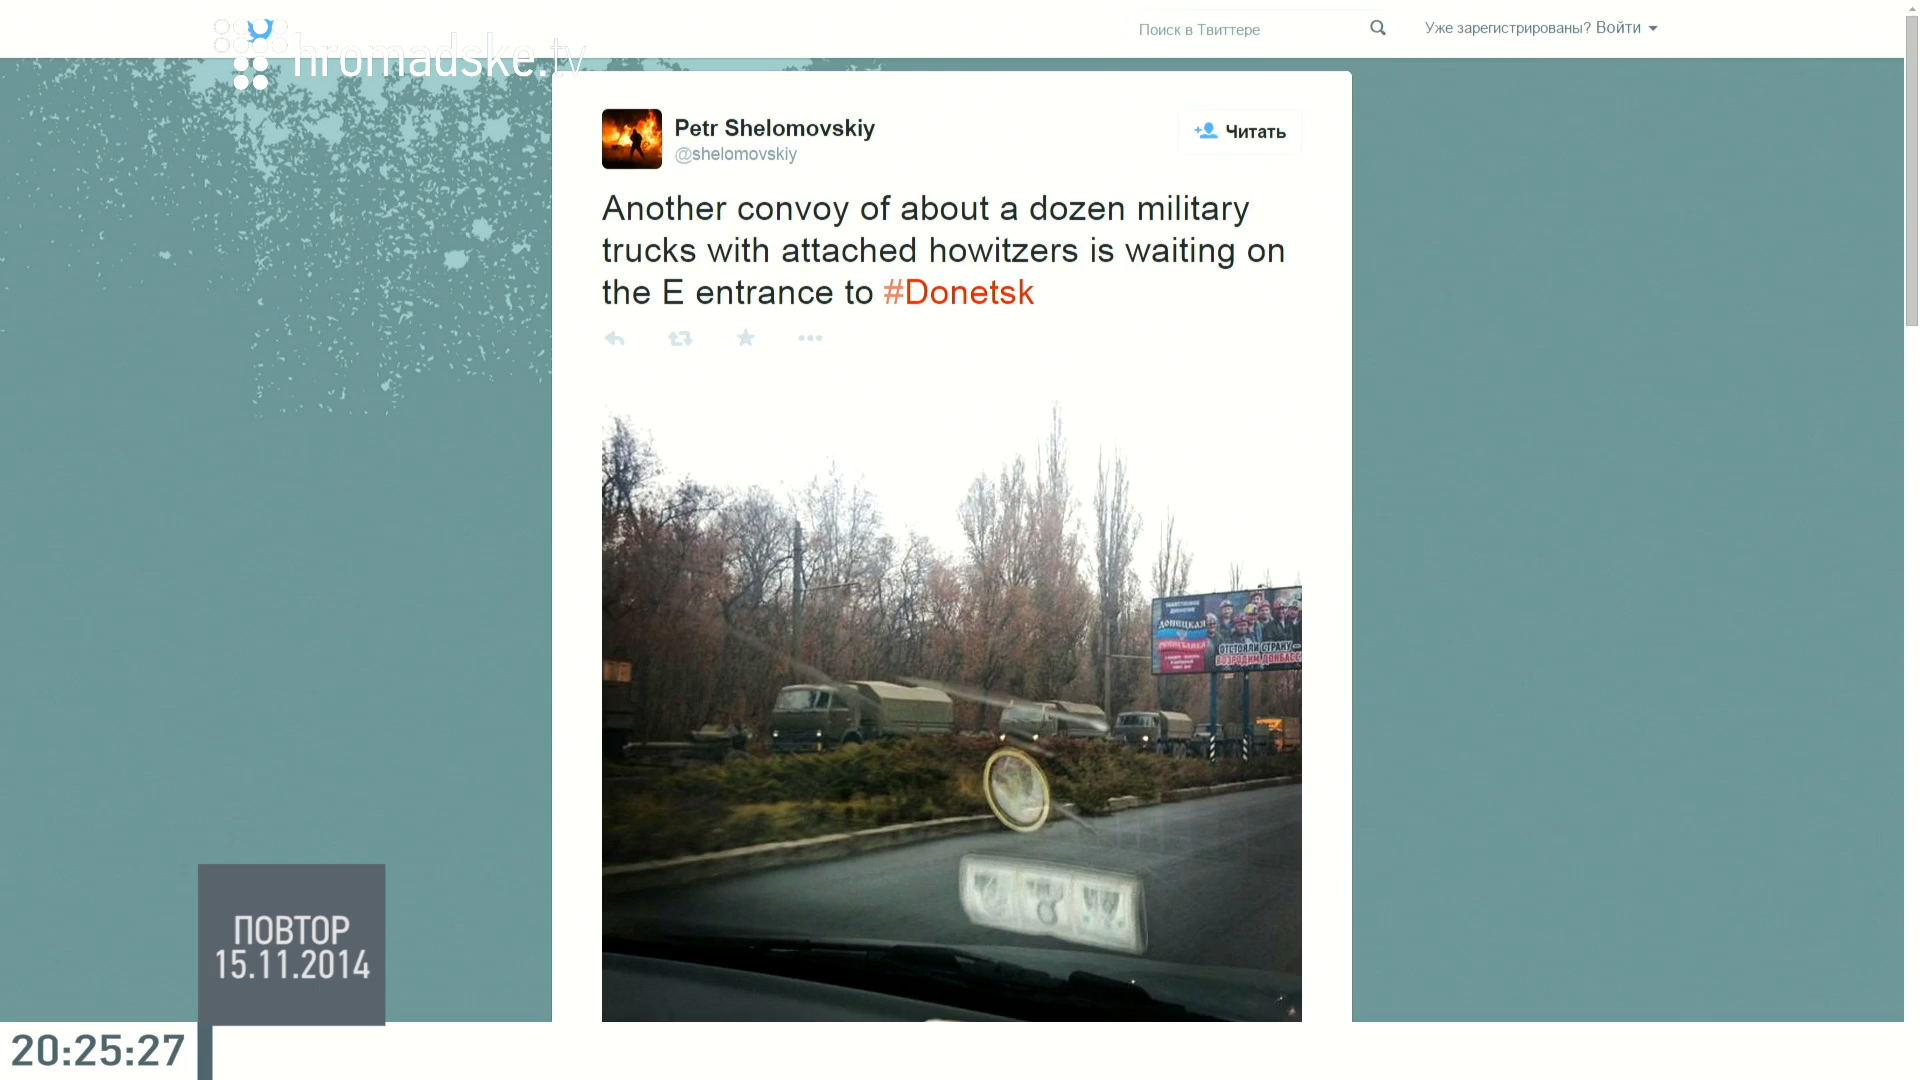 hromadske.tv
Поиск в Твиттере
Уже зарегистрированы? Войти
Petr Shelomovskiy
@shelomovskiy
Читать
Another convoy of about a dozen military
trucks with attached howitzers is waiting on
the E entrance to #Donetsk
ДОНЕЦКАЯ
РЕСПУБЛИКА
ОТСТОЯЛИ СТРАНУ –
ВОЗРОДИМ ДОНБАСС
ПОВТОР
15.11.2014
20:25:27